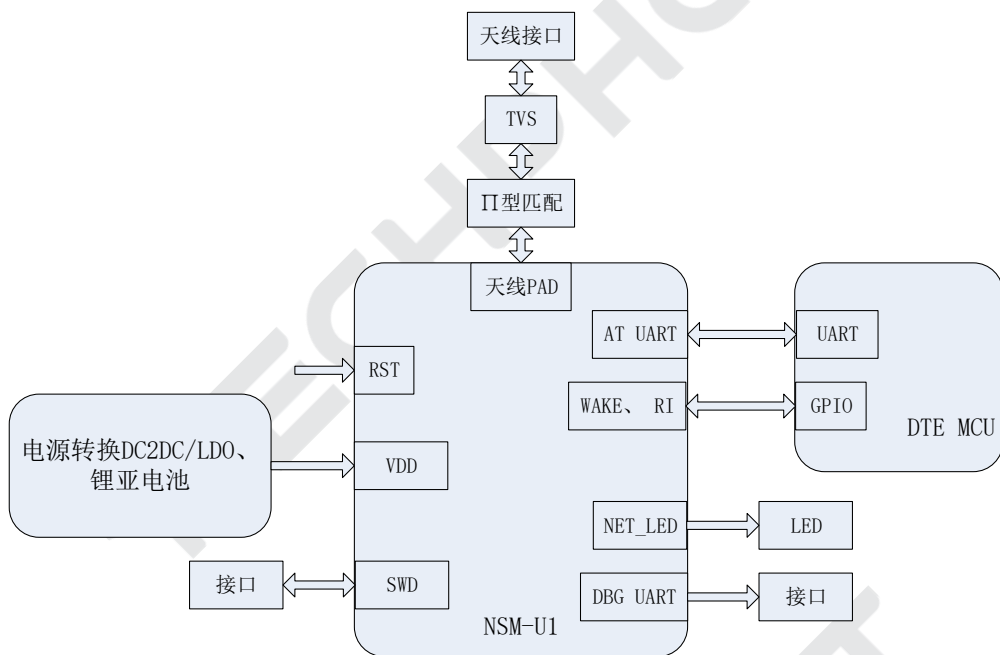 天线接口
TVS
Π型匹配
天线PAD
AT UART
UART
RST
WAKE、 RI
GPIO
DTE MCU
电源转换DC2DC/LDO、
锂亚电池
VDD
NET_LED
LED
接口
SWD
DBG UART
接口
NSM-U1